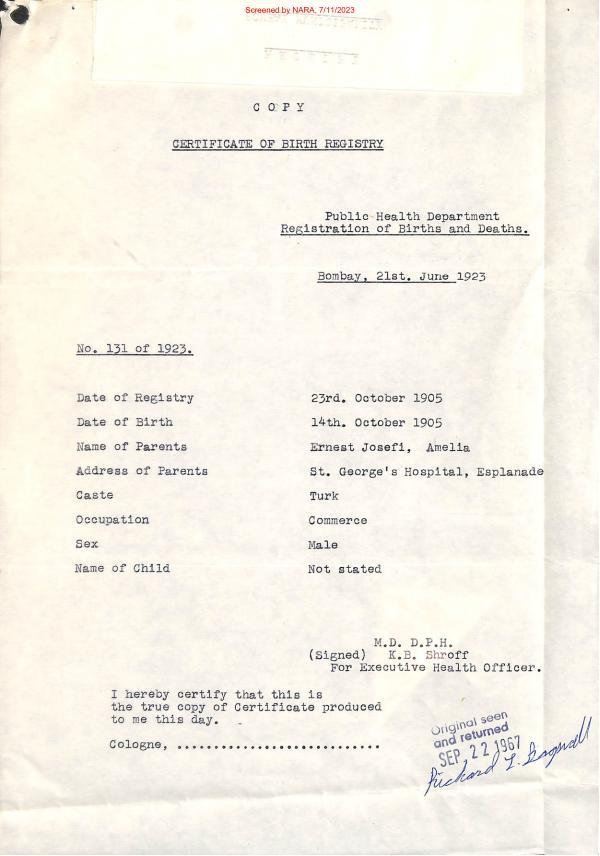 Screened by NARA, 7/11/2023
C O P Y
CERTIFICATE OF BIRTH REGISTRY
Public Health Department
Registration of Births and Deaths.
Bombay, 21st. June 1923
No. 131 of 1923.
Date of Registry 23rd. October 1905
Date of Birth 14th. October 1905
Name of Parents Ernest Josefi, Amelia
Address of Parents St. George's Hospital, Esplanade
Caste Turk
Occupation Commerce
Sex Male
Name of Child Not stated
M.D. D.P.H.
(Signed) K.B. Shroff
For Executive Health Officer.
I hereby certify that this is
the true copy of Certificate produced
to me this day.
Cologne, ............................
Original seen
and returned
SEP 22 1967
Richard L.